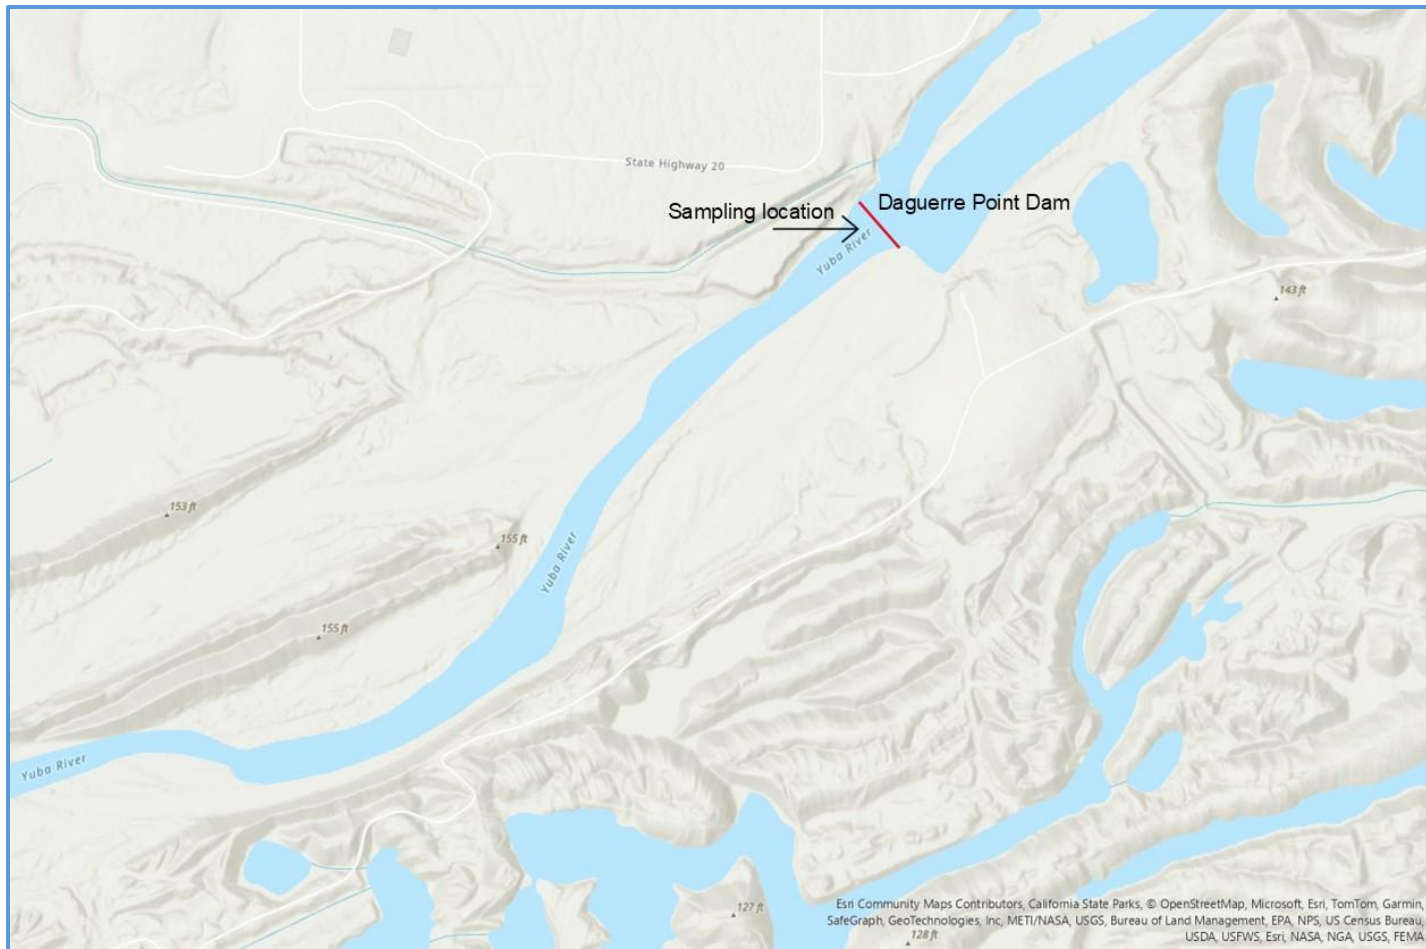 State Highway 20
Sampling location
Daguerre Point Dam
Yuba River
143 ft
153 ft
155 ft
Yuba River
155 ft
Yuba River
127 ft
128 ft
Esri Community Maps Contributors, California State Parks, © OpenStreetMap, Microsoft, Esri, TomTom, Garmin,
SafeGraph, GeoTechnologies, Inc, METI/NASA, USGS, Bureau of Land Management, EPA, NPS, US Census Bureau,
USDA, USFWS, Esri, NASA, NGA, USGS, FEMA